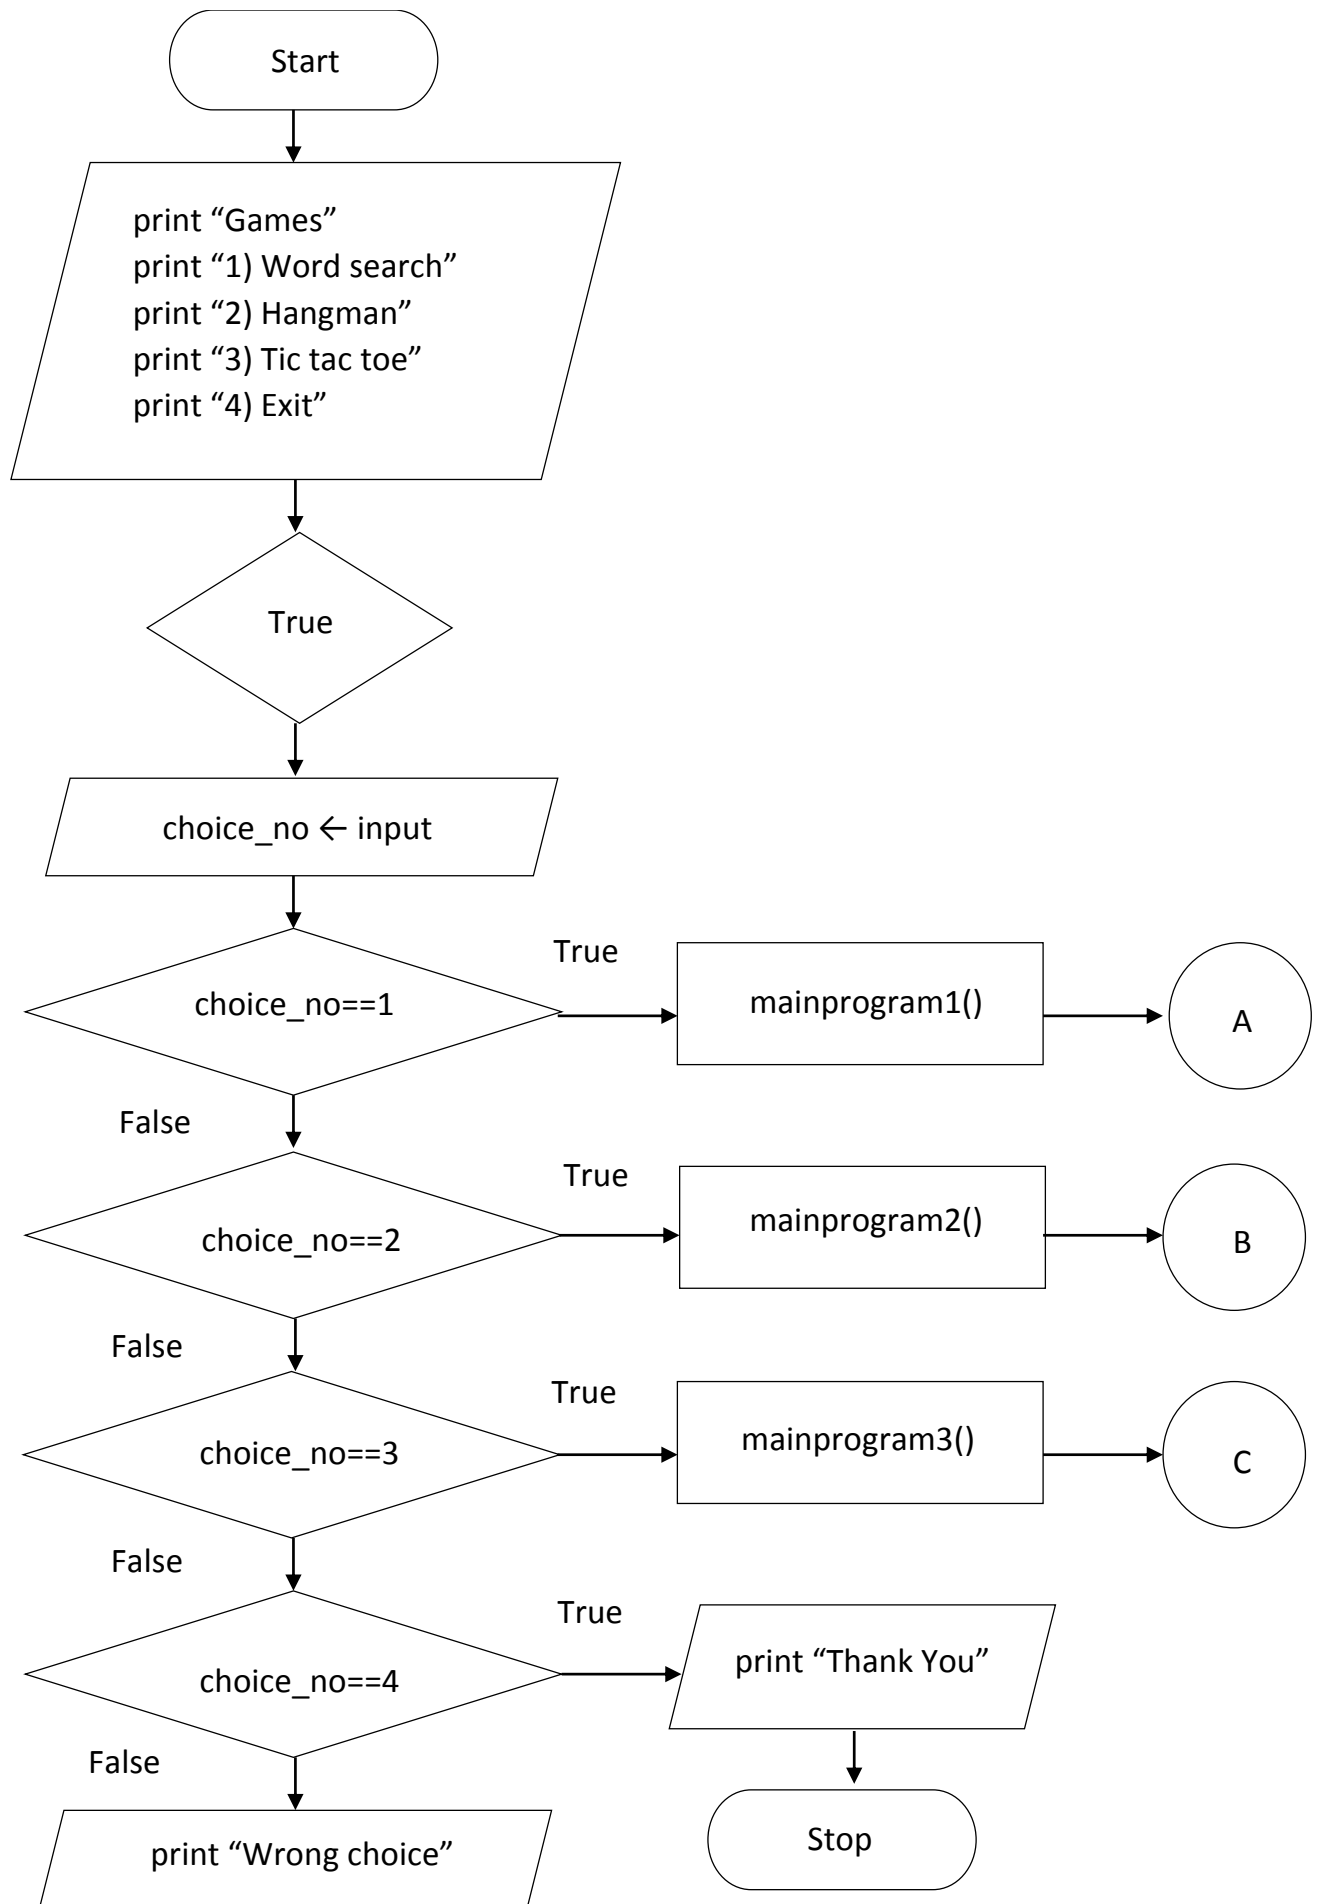 Start
print “Games”
print “1) Word search”
print “2) Hangman”
print “3) Tic tac toe”
print “4) Exit”
True
choice_no ← input
choice_no==1
True
mainprogram1()
A
False
choice_no==2
True
mainprogram2()
B
False
choice_no==3
True
mainprogram3()
C
False
choice_no==4
True
print “Thank You”
False
Stop
print “Wrong choice”